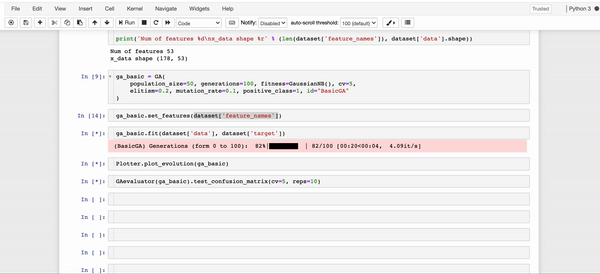 File Edit View Insert Cell Kernel Navigate Widgets Help Trusted Python 3
Run Code Notify: Disabled auto-scroll threshold: 100 (default)
print('Num of features %d\nx_data shape %r' % (len(dataset['feature_names']), dataset['data'].shape))
Num of features 53
x_data shape (178, 53)
In [9]: ga_basic = GA(
population_size=50, generations=100, fitness=GaussianNB(), cv=5,
elitism=0.2, mutation_rate=0.1, positive_class=1, id="BasicGA"
)
In [14]: ga_basic.set_features(dataset['feature_names'])
In [*]: ga_basic.fit(dataset['data'], dataset['target'])
(BasicGA) Generations (form 0 to 100): 82%| | 82/100 [00:20<00:04, 4.09it/s]
In [*]: Plotter.plot_evolution(ga_basic)
In [*]: GAevaluator(ga_basic).test_confusion_matrix(cv=5, reps=10)
In [ ]:
In [ ]:
In [ ]:
In [ ]:
In [ ]: